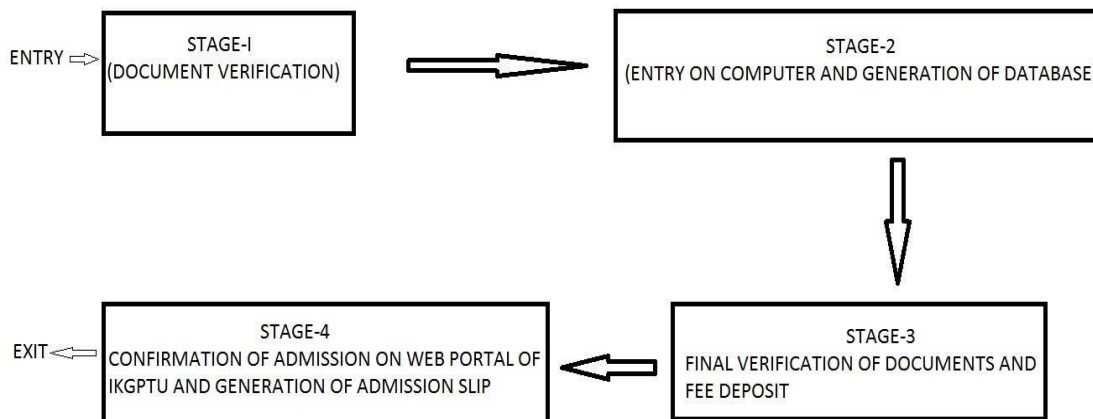 ENTRY
STAGE-I
(DOCUMENT VERIFICATION)
STAGE-2
(ENTRY ON COMPUTER AND GENERATION OF DATABASE
STAGE-3
FINAL VERIFICATION OF DOCUMENTS AND
FEE DEPOSIT
STAGE-4
CONFIRMATION OF ADMISSION ON WEB PORTAL OF
IKGPTU AND GENERATION OF ADMISSION SLIP
EXIT